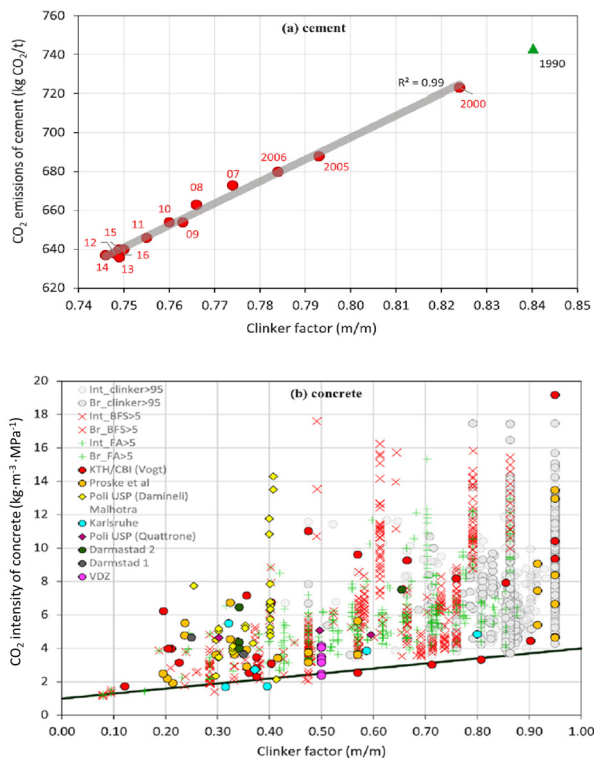 (a) cement
760
740
720
700
680
660
640
620
CO₂ emissions of cement (kg CO₂/t)
R² = 0.99
1990
2000
2006
2005
07
08
10
09
11
15
12
16
14
13
0.74 0.75 0.76 0.77 0.78 0.79 0.80 0.81 0.82 0.83 0.84 0.85
Clinker factor (m/m)
(b) concrete
20
18
16
14
12
10
8
6
4
2
0
CO₂ intensity of concrete (kg·m⁻³·MPa⁻¹)
Int_clinker>95
Br_clinker>95
Int_BFS>5
Br_BFS>5
Int_FA>5
Br_FA>5
KTH/CBI (Vogt)
Proske et al
Poli USP (Damineli)
Malhotra
Karlsruhe
Poli USP (Quattrone)
Darmastad 2
Darmstad 1
VDZ
0.00 0.10 0.20 0.30 0.40 0.50 0.60 0.70 0.80 0.90 1.00
Clinker factor (m/m)